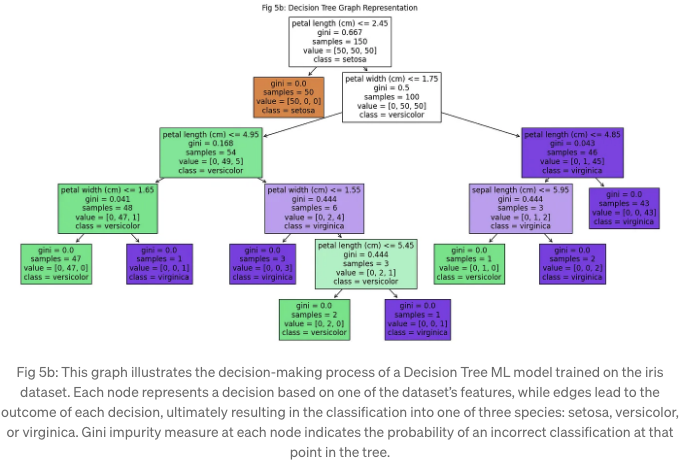 Fig 5b: Decision Tree Graph Representation
petal length (cm) <= 2.45
gini = 0.667
samples = 150
value = [50, 50, 50]
class = setosa
gini = 0.0
samples = 50
value = [50, 0, 0]
class = setosa
petal width (cm) <= 1.75
gini = 0.5
samples = 100
value = [0, 50, 50]
class = versicolor
petal length (cm) <= 4.95
gini = 0.168
samples = 54
value = [0, 49, 5]
class = versicolor
petal length (cm) <= 4.85
gini = 0.043
samples = 46
value = [0, 1, 45]
class = virginica
petal width (cm) <= 1.65
gini = 0.041
samples = 48
value = [0, 47, 1]
class = versicolor
petal width (cm) <= 1.55
gini = 0.444
samples = 6
value = [0, 2, 4]
class = virginica
sepal length (cm) <= 5.95
gini = 0.444
samples = 3
value = [0, 1, 2]
class = virginica
gini = 0.0
samples = 43
value = [0, 0, 43]
class = virginica
gini = 0.0
samples = 47
value = [0, 47, 0]
class = versicolor
gini = 0.0
samples = 1
value = [0, 0, 1]
class = virginica
gini = 0.0
samples = 3
value = [0, 0, 3]
class = virginica
petal length (cm) <= 5.45
gini = 0.444
samples = 3
value = [0, 2, 1]
class = versicolor
gini = 0.0
samples = 1
value = [0, 1, 0]
class = versicolor
gini = 0.0
samples = 2
value = [0, 0, 2]
class = virginica
gini = 0.0
samples = 2
value = [0, 2, 0]
class = versicolor
gini = 0.0
samples = 1
value = [0, 0, 1]
class = virginica
Fig 5b: This graph illustrates the decision-making process of a Decision Tree ML model trained on the iris
dataset. Each node represents a decision based on one of the dataset's features, while edges lead to the
outcome of each decision, ultimately resulting in the classification into one of three species: setosa, versicolor,
or virginica. Gini impurity measure at each node indicates the probability of an incorrect classification at that
point in the tree.